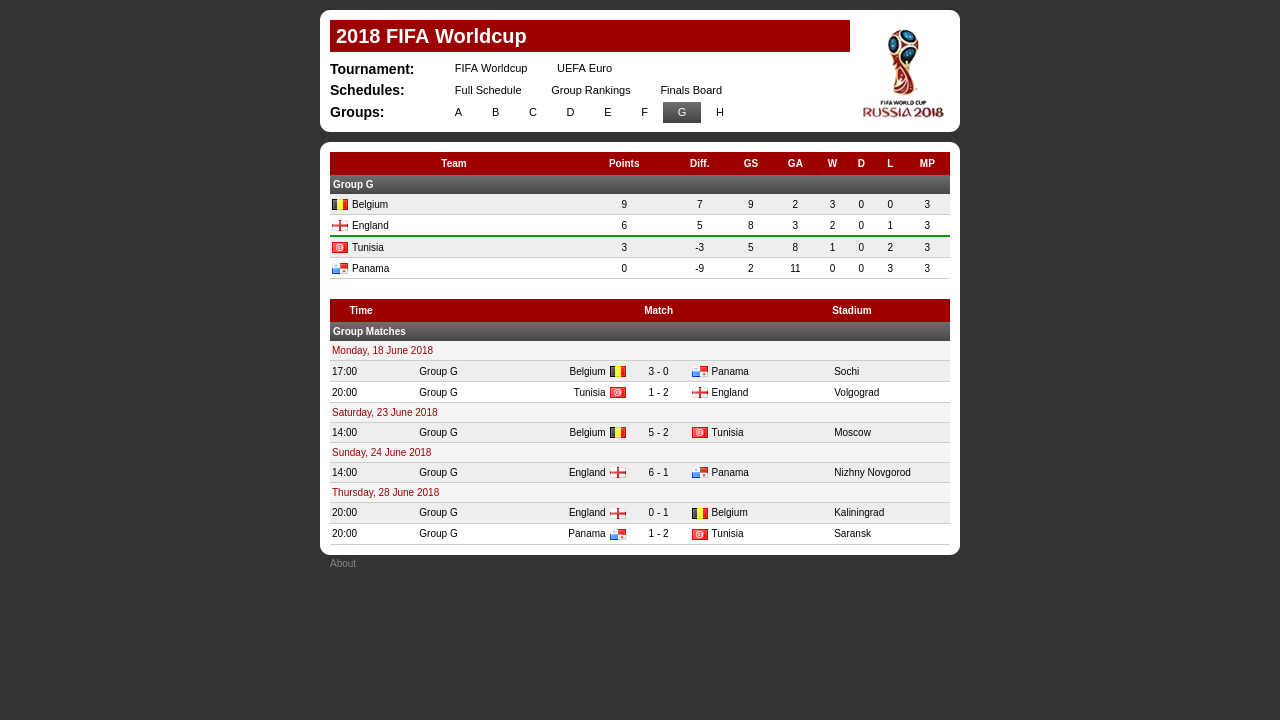 2018 FIFA Worldcup
FIFA WORLD CUP
RUSSIA 2018
Tournament: FIFA Worldcup UEFA Euro
Schedules: Full Schedule Group Rankings Finals Board
Groups: A B C D E F G H
Team Points Diff. GS GA W D L MP
Group G
Belgium 9 7 9 2 3 0 0 3
England 6 5 8 3 2 0 1 3
Tunisia 3 -3 5 8 1 0 2 3
Panama 0 -9 2 11 0 0 3 3
Time Match Stadium
Group Matches
Monday, 18 June 2018
17:00 Group G Belgium 3 - 0 Panama Sochi
20:00 Group G Tunisia 1 - 2 England Volgograd
Saturday, 23 June 2018
14:00 Group G Belgium 5 - 2 Tunisia Moscow
Sunday, 24 June 2018
14:00 Group G England 6 - 1 Panama Nizhny Novgorod
Thursday, 28 June 2018
20:00 Group G England 0 - 1 Belgium Kaliningrad
20:00 Group G Panama 1 - 2 Tunisia Saransk
About